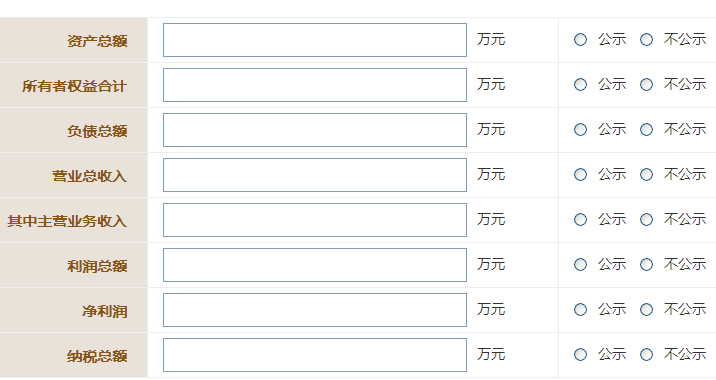 资产总额 万元 公示 不公示
所有者权益合计 万元 公示 不公示
负债总额 万元 公示 不公示
营业总收入 万元 公示 不公示
其中主营业务收入 万元 公示 不公示
利润总额 万元 公示 不公示
净利润 万元 公示 不公示
纳税总额 万元 公示 不公示